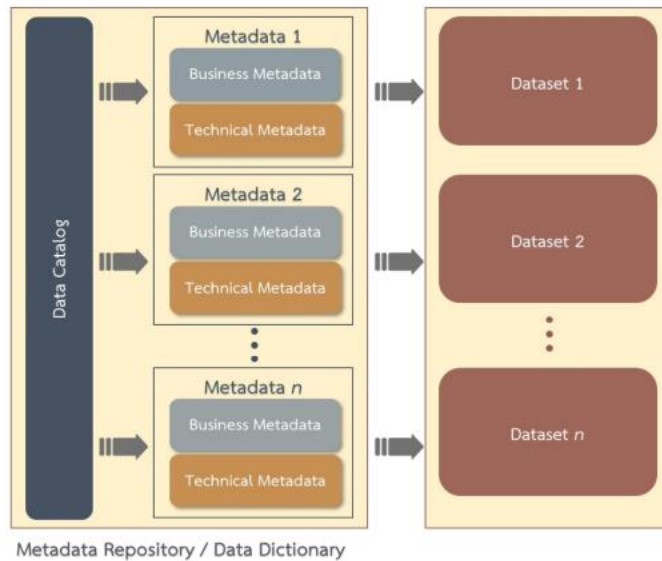 Data Catalog
Metadata 1
Business Metadata
Technical Metadata
Dataset 1
Metadata 2
Business Metadata
Technical Metadata
Dataset 2
Metadata n
Business Metadata
Technical Metadata
Dataset n
Metadata Repository / Data Dictionary